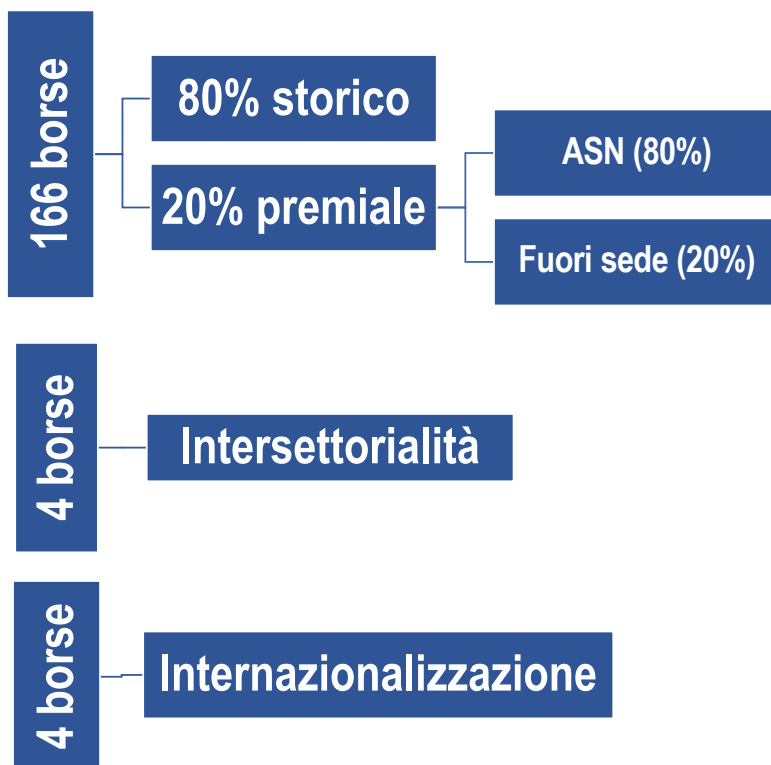 166 borse
80% storico
20% premiale
ASN (80%)
Fuori sede (20%)
4 borse
Intersettorialità
4 borse
Internazionalizzazione